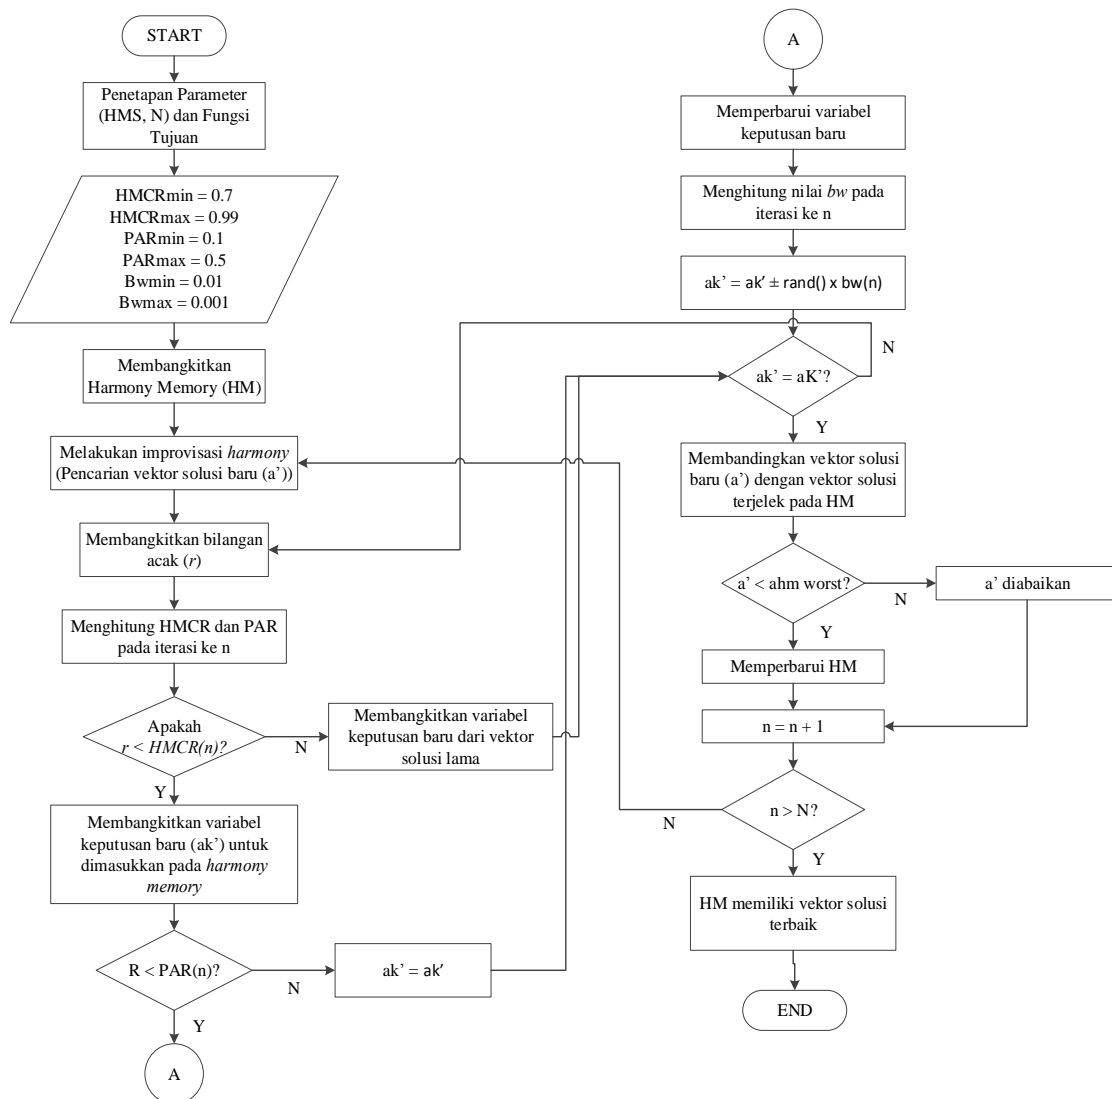 START
Penetapan Parameter
(HMS, N) dan Fungsi
Tujuan
HMCRmin = 0.7
HMCRmax = 0.99
PARmin = 0.1
PARmax = 0.5
Bwmin = 0.01
Bwmax = 0.001
Membangkitkan
Harmony Memory (HM)
Melakukan improvisasi harmony
(Pencarian vektor solusi baru (a’))
Membangkitkan bilangan
acak (r)
Menghitung HMCR dan PAR
pada iterasi ke n
Apakah
r < HMCR(n)?
N
Membangkitkan variabel
keputusan baru dari vektor
solusi lama
Y
Membangkitkan variabel
keputusan baru (ak’) untuk
dimasukkan pada harmony
memory
R < PAR(n)?
N
ak’ = ak’
Y
A
A
Memperbarui variabel
keputusan baru
Menghitung nilai bw pada
iterasi ke n
ak’ = ak’ ± rand() x bw(n)
N
ak’ = aK’?
Y
Membandingkan vektor solusi
baru (a’) dengan vektor solusi
terjelek pada HM
a’ < ahm worst?
N
a’ diabaikan
Y
Memperbarui HM
n = n + 1
n > N?
N
Y
HM memiliki vektor solusi
terbaik
END